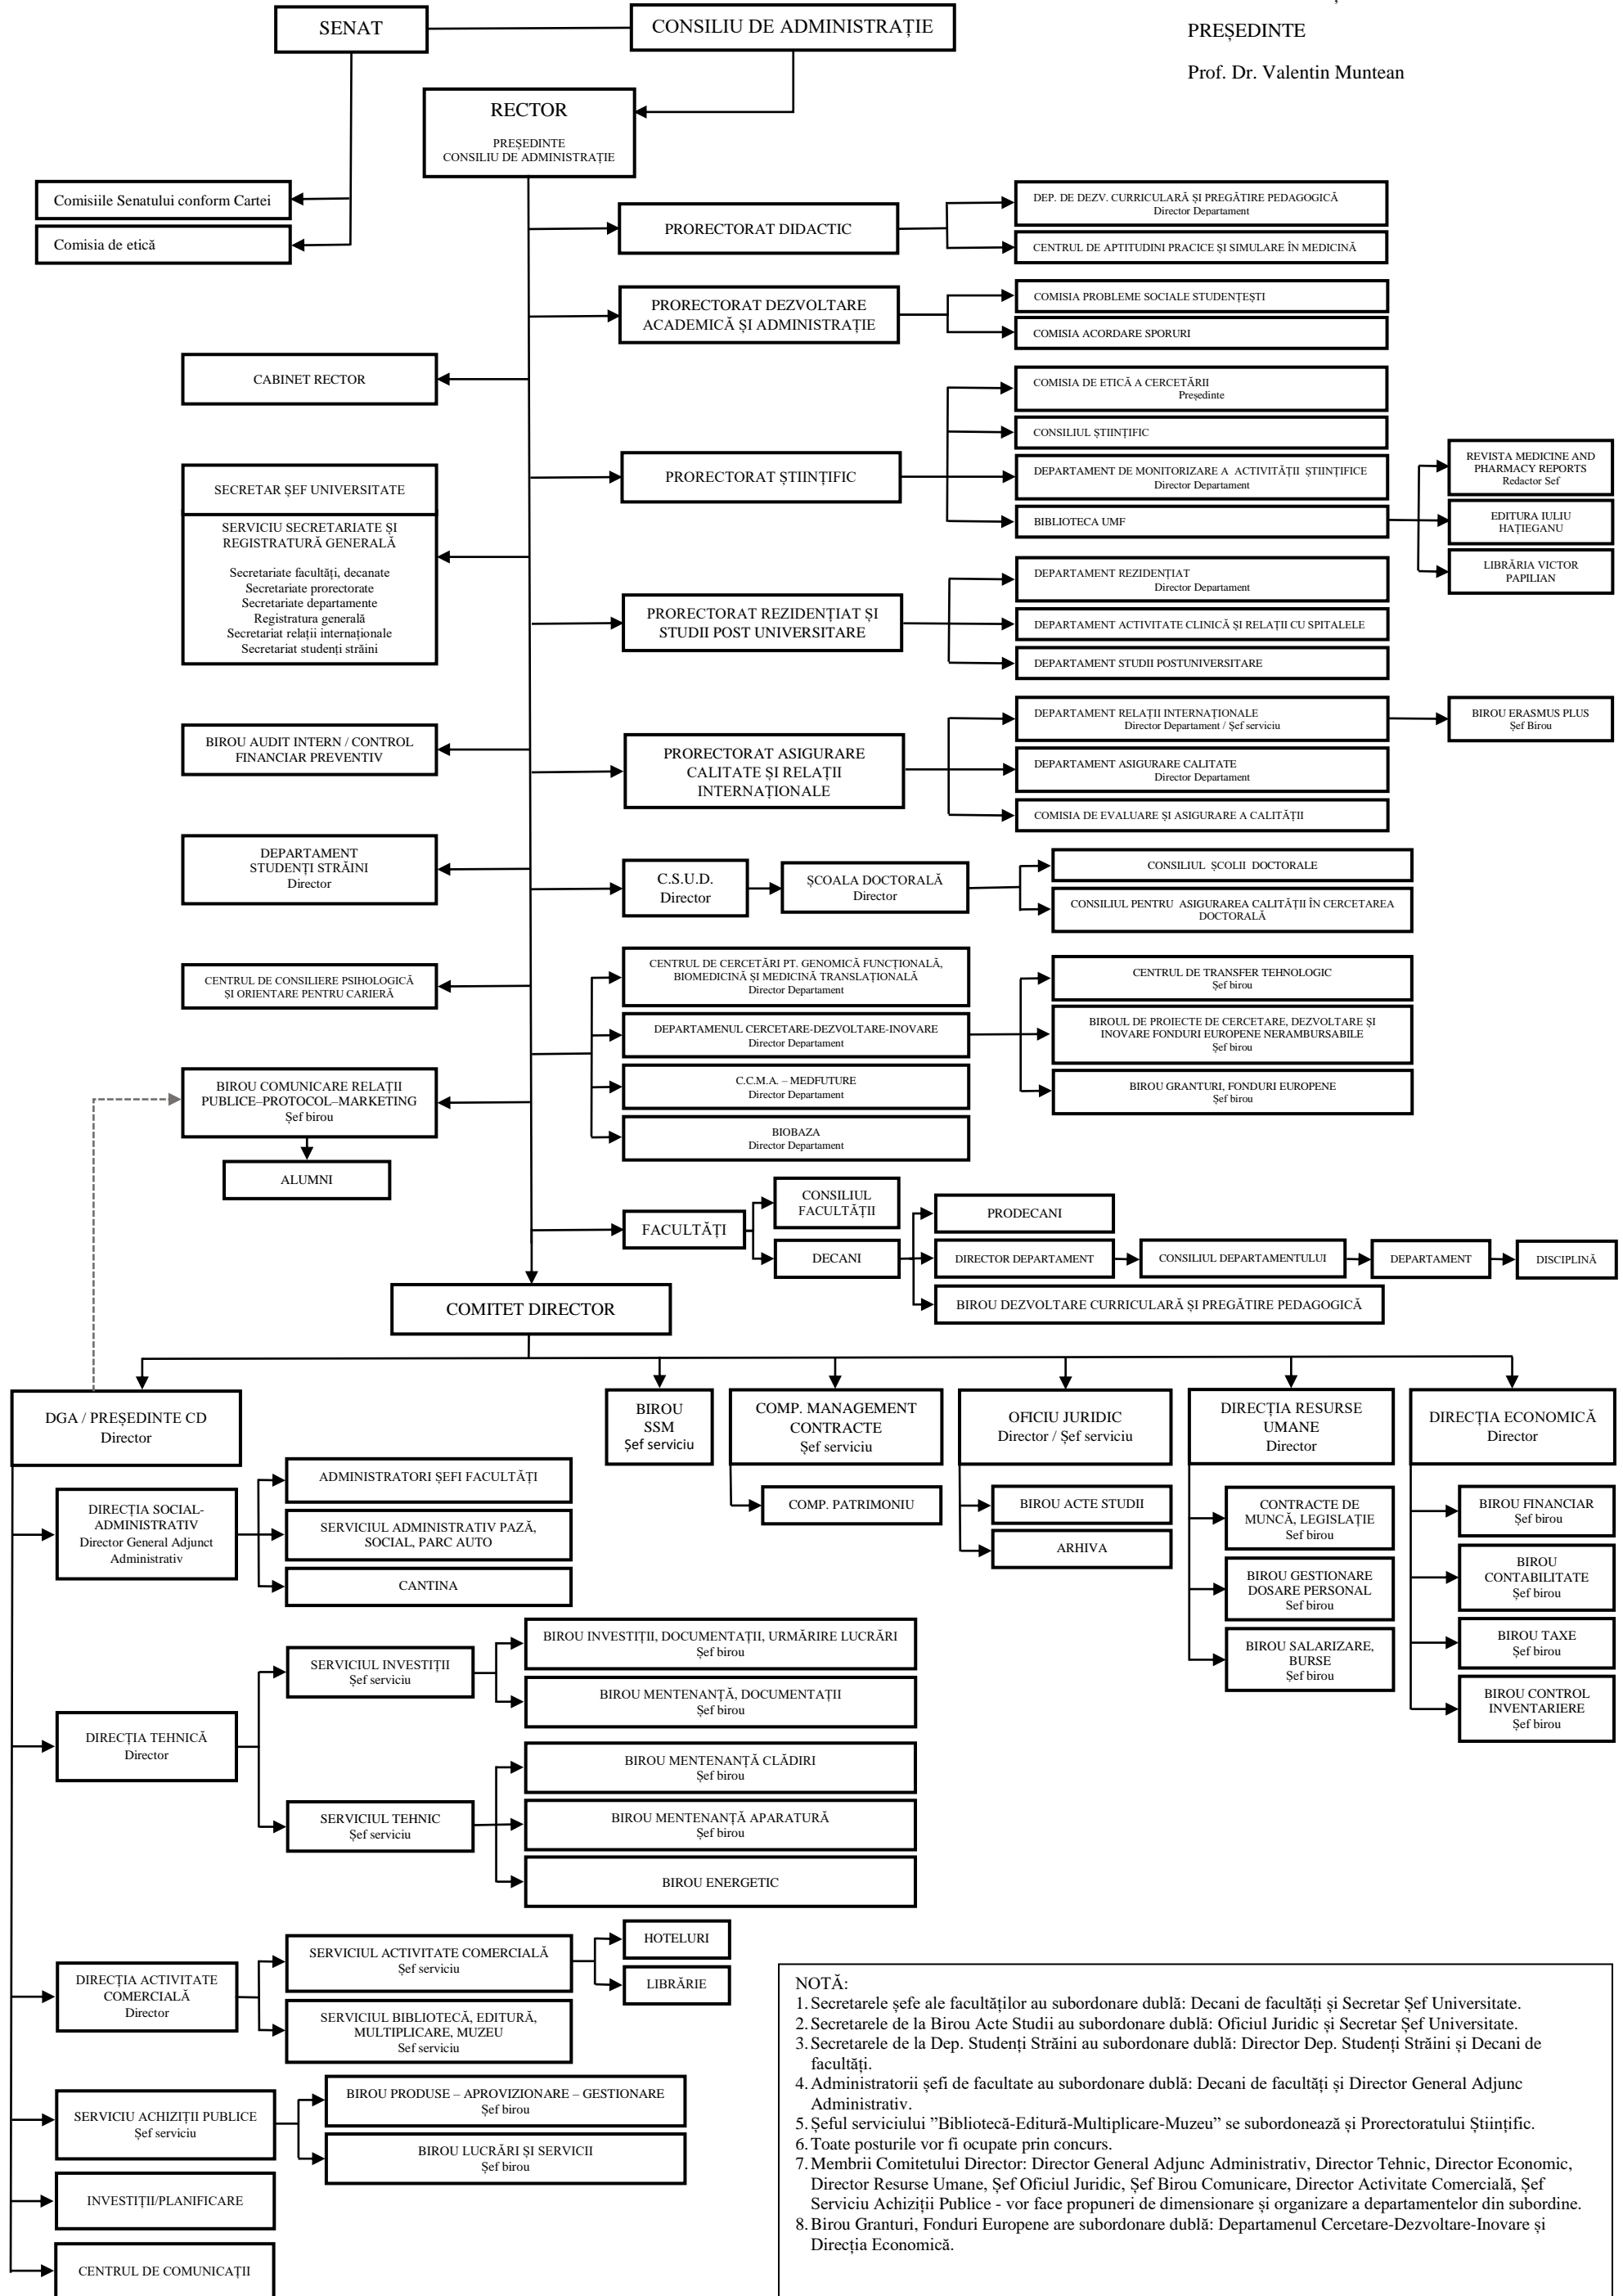 SENAT
CONSILIU DE ADMINISTRAȚIE
PREȘEDINTE
Prof. Dr. Valentin Muntean
RECTOR
PREȘEDINTE
CONSILIU DE ADMINISTRAȚIE
Comisiile Senatului conform Cartei
Comisia de etică
PRORECTORAT DIDACTIC
DEP. DE DEZV. CURRICULARĂ ȘI PREGĂTIRE PEDAGOGICĂ
Director Departament
CENTRUL DE APTITUDINI PRACICE ȘI SIMULARE ÎN MEDICINĂ
PRORECTORAT DEZVOLTARE
ACADEMICĂ ȘI ADMINISTRAȚIE
COMISIA PROBLEME SOCIALE STUDENȚEȘTI
COMISIA ACORDARE SPORURI
CABINET RECTOR
PRORECTORAT ȘTIINȚIFIC
COMISIA DE ETICĂ A CERCETĂRII
Președinte
CONSILIUL ȘTIINȚIFIC
DEPARTAMENT DE MONITORIZARE A ACTIVITĂȚII ȘTIINȚIFICE
Director Departament
BIBLIOTECA UMF
REVISTA MEDICINE AND
PHARMACY REPORTS
Redactor Sef
EDITURA IULIU
HAȚIEGANU
LIBRĂRIA VICTOR
PAPILIAN
SECRETAR ȘEF UNIVERSITATE
SERVICIU SECRETARIATE ȘI
REGISTRATURĂ GENERALĂ
Secretariate facultăți, decanate
Secretariate prorectorate
Secretariate departamente
Registratura generală
Secretariat relații internaționale
Secretariat studenți străini
PRORECTORAT REZIDENȚIAT ȘI
STUDII POST UNIVERSITARE
DEPARTAMENT REZIDENȚIAT
Director Departament
DEPARTAMENT ACTIVITATE CLINICĂ ȘI RELAȚII CU SPITALELE
DEPARTAMENT STUDII POSTUNIVERSITARE
BIROU AUDIT INTERN / CONTROL
FINANCIAR PREVENTIV
PRORECTORAT ASIGURARE
CALITATE ȘI RELAȚII
INTERNAȚIONALE
DEPARTAMENT RELAȚII INTERNAȚIONALE
Director Departament / Șef serviciu
BIROU ERASMUS PLUS
Șef Birou
DEPARTAMENT ASIGURARE CALITATE
Director Departament
COMISIA DE EVALUARE ȘI ASIGURARE A CALITĂȚII
DEPARTAMENT
STUDENȚI STRĂINI
Director
C.S.U.D.
Director
ȘCOALA DOCTORALĂ
Director
CONSILIUL ȘCOLII DOCTORALE
CONSILIUL PENTRU ASIGURAREA CALITĂȚII ÎN CERCETAREA
DOCTORALĂ
CENTRUL DE CONSILIERE PSIHOLOGICĂ
ȘI ORIENTARE PENTRU CARIERĂ
CENTRUL DE CERCETĂRI PT. GENOMICĂ FUNCȚIONALĂ,
BIOMEDICINĂ ȘI MEDICINĂ TRANSLAȚIONALĂ
Director Departament
DEPARTAMENUL CERCETARE-DEZVOLTARE-INOVARE
Director Departament
C.C.M.A. – MEDFUTURE
Director Departament
BIOBAZA
Director Departament
CENTRUL DE TRANSFER TEHNOLOGIC
Șef birou
BIROUL DE PROIECTE DE CERCETARE, DEZVOLTARE ȘI
INOVARE FONDURI EUROPENE NERAMBURSABILE
Șef birou
BIROU GRANTURI, FONDURI EUROPENE
Șef birou
BIROU COMUNICARE RELAȚII
PUBLICE–PROTOCOL–MARKETING
Șef birou
ALUMNI
FACULTĂȚI
CONSILIUL
FACULTĂȚII
DECANI
PRODECANI
DIRECTOR DEPARTAMENT
CONSILIUL DEPARTAMENTULUI
DEPARTAMENT
DISCIPLINĂ
BIROU DEZVOLTARE CURRICULARĂ ȘI PREGĂTIRE PEDAGOGICĂ
COMITET DIRECTOR
DGA / PREȘEDINTE CD
Director
BIROU
SSM
Șef serviciu
COMP. MANAGEMENT
CONTRACTE
Șef serviciu
OFICIU JURIDIC
Director / Șef serviciu
DIRECȚIA RESURSE
UMANE
Director
DIRECȚIA ECONOMICĂ
Director
DIRECȚIA SOCIAL-
ADMINISTRATIV
Director General Adjunct
Administrativ
ADMINISTRATORI ȘEFI FACULTĂȚI
SERVICIUL ADMINISTRATIV PAZĂ,
SOCIAL, PARC AUTO
CANTINA
COMP. PATRIMONIU
BIROU ACTE STUDII
ARHIVA
CONTRACTE DE
MUNCĂ, LEGISLAȚIE
Sef birou
BIROU GESTIONARE
DOSARE PERSONAL
Sef birou
BIROU SALARIZARE,
BURSE
Șef birou
BIROU FINANCIAR
Șef birou
BIROU
CONTABILITATE
Șef birou
BIROU TAXE
Șef birou
BIROU CONTROL
INVENTARIERE
Șef birou
DIRECȚIA TEHNICĂ
Director
SERVICIUL INVESTIȚII
Șef serviciu
BIROU INVESTIȚII, DOCUMENTAȚII, URMĂRIRE LUCRĂRI
Șef birou
BIROU MENTENANȚĂ, DOCUMENTAȚII
Șef birou
SERVICIUL TEHNIC
Șef serviciu
BIROU MENTENANȚĂ CLĂDIRI
Șef birou
BIROU MENTENANȚĂ APARATURĂ
Șef birou
BIROU ENERGETIC
DIRECȚIA ACTIVITATE
COMERCIALĂ
Director
SERVICIUL ACTIVITATE COMERCIALĂ
Șef serviciu
HOTELURI
LIBRĂRIE
SERVICIUL BIBLIOTECĂ, EDITURĂ,
MULTIPLICARE, MUZEU
Sef serviciu
SERVICIU ACHIZIȚII PUBLICE
Șef serviciu
BIROU PRODUSE – APROVIZIONARE – GESTIONARE
Șef birou
BIROU LUCRĂRI ȘI SERVICII
Șef birou
INVESTIȚII/PLANIFICARE
CENTRUL DE COMUNICAȚII
NOTĂ:
1. Secretarele șefe ale facultăților au subordonare dublă: Decani de facultăți și Secretar Șef Universitate.
2. Secretarele de la Birou Acte Studii au subordonare dublă: Oficiul Juridic și Secretar Șef Universitate.
3. Secretarele de la Dep. Studenți Străini au subordonare dublă: Director Dep. Studenți Străini și Decani de
facultăți.
4. Administratorii șefi de facultate au subordonare dublă: Decani de facultăți și Director General Adjunc
Administrativ.
5. Șeful serviciului ”Bibliotecă-Editură-Multiplicare-Muzeu” se subordonează și Prorectoratului Științific.
6. Toate posturile vor fi ocupate prin concurs.
7. Membrii Comitetului Director: Director General Adjunc Administrativ, Director Tehnic, Director Economic,
Director Resurse Umane, Șef Oficiul Juridic, Șef Birou Comunicare, Director Activitate Comercială, Șef
Serviciu Achiziții Publice - vor face propuneri de dimensionare și organizare a departamentelor din subordine.
8. Birou Granturi, Fonduri Europene are subordonare dublă: Departamenul Cercetare-Dezvoltare-Inovare și
Direcția Economică.